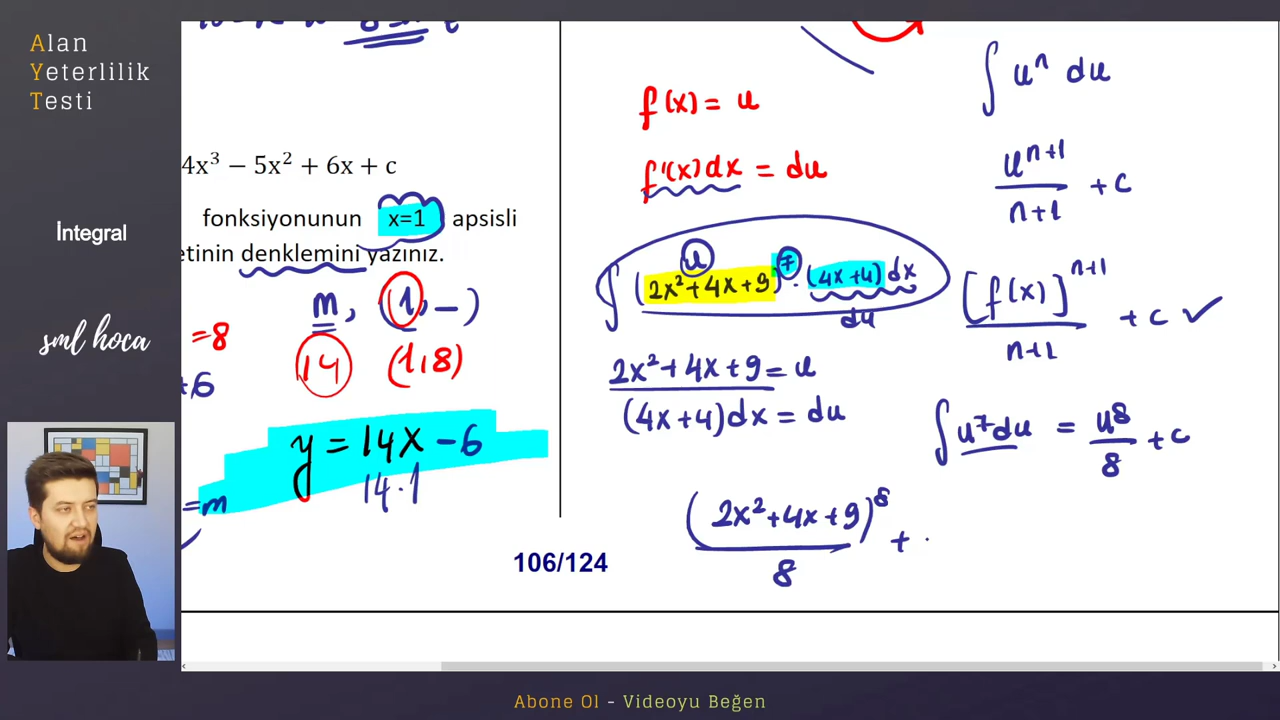 Alan
Yeterlilik
Testi
İntegral
sml hoca
4x³ − 5x² + 6x + c
fonksiyonunun x=1 apsisli
etinin denklemini yazınız.
=8
+6
m, (1, _)
14 (1,8)
y = 14x − 6
14·1
=m
f(x) = u
f'(x)dx = du
u
∫ (2x² + 4x + 9)⁷ · (4x+4) dx
du
2x² + 4x + 9 = u
(4x+4)dx = du
∫ uⁿ du
uⁿ⁺¹ / n+1 + c
[f(x)]ⁿ⁺¹ / n+1 + c ✓
∫ u⁷ du = u⁸ / 8 + c
(2x² + 4x + 9)⁸ / 8 +
106/124
Abone Ol - Videoyu Beğen